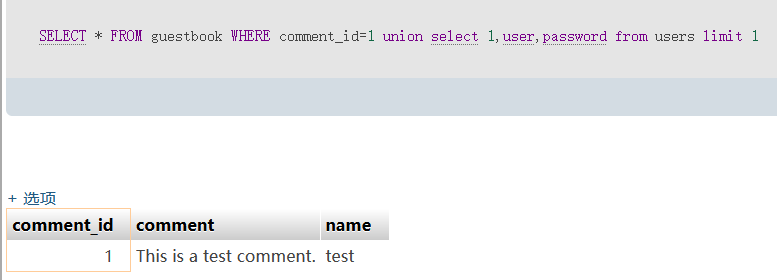 SELECT * FROM guestbook WHERE comment_id=1 union select 1,user,password from users limit 1
+ 选项
comment_id comment name
1 This is a test comment. test